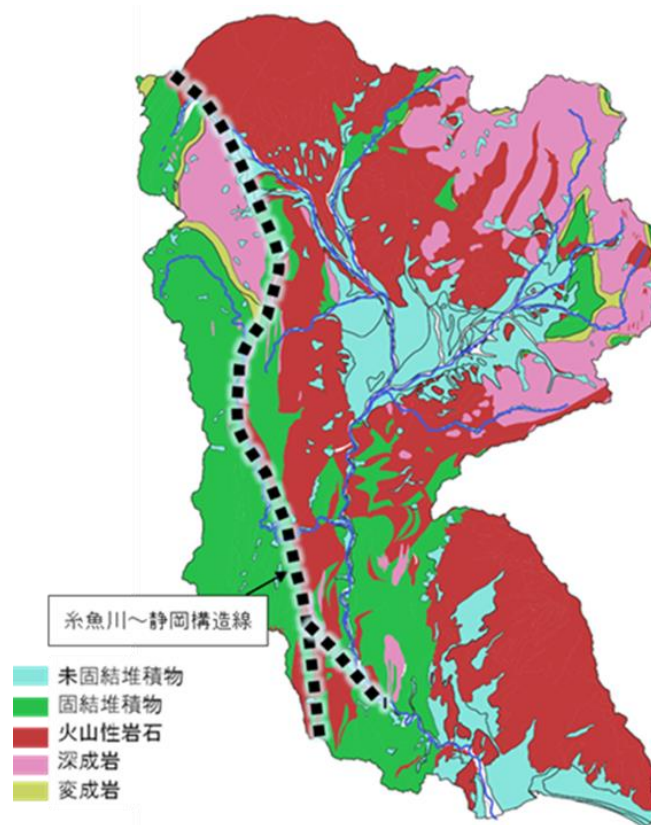 糸魚川～静岡構造線
未固結堆積物
固結堆積物
火山性岩石
深成岩
変成岩